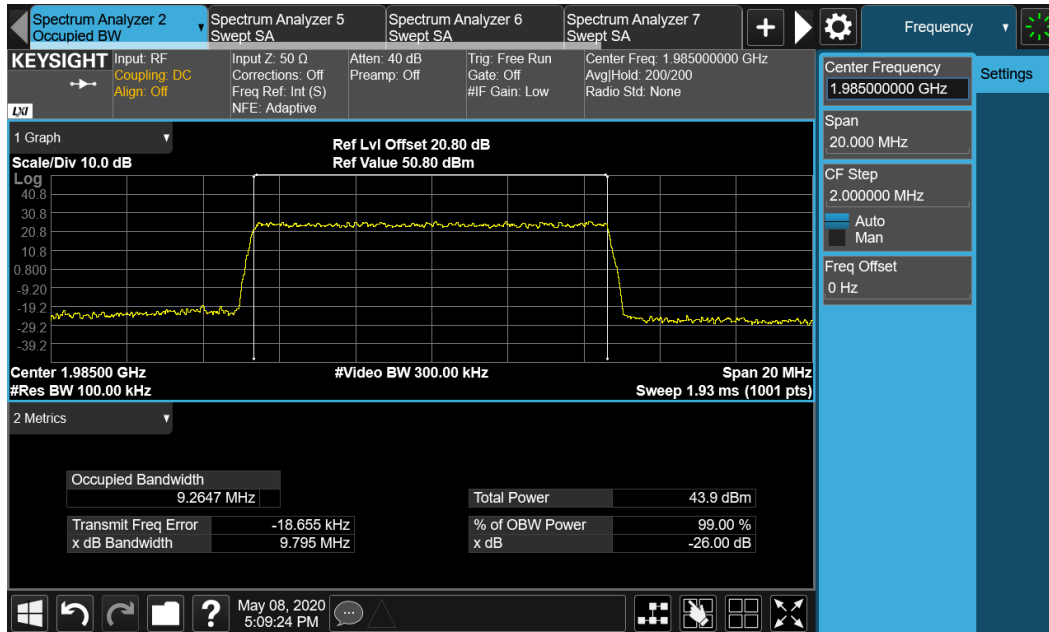 Spectrum Analyzer 2
Occupied BW
Spectrum Analyzer 5
Swept SA
Spectrum Analyzer 6
Swept SA
Spectrum Analyzer 7
Swept SA
+
Frequency
KEYSIGHT
LXI
Input: RF
Coupling: DC
Align: Off
Input Z: 50 Ω
Corrections: Off
Freq Ref: Int (S)
NFE: Adaptive
Atten: 40 dB
Preamp: Off
Trig: Free Run
Gate: Off
#IF Gain: Low
Center Freq: 1.985000000 GHz
Avg|Hold: 200/200
Radio Std: None
Center Frequency
1.985000000 GHz
Settings
Span
20.000 MHz
CF Step
2.000000 MHz
Auto
Man
Freq Offset
0 Hz
1 Graph
Scale/Div 10.0 dB
Ref Lvl Offset 20.80 dB
Ref Value 50.80 dBm
Log
40.8
30.8
20.8
10.8
0.800
-9.20
-19.2
-29.2
-39.2
Center 1.98500 GHz
#Video BW 300.00 kHz
Span 20 MHz
#Res BW 100.00 kHz
Sweep 1.93 ms (1001 pts)
2 Metrics
Occupied Bandwidth
9.2647 MHz
Total Power 43.9 dBm
Transmit Freq Error -18.655 kHz
% of OBW Power 99.00 %
x dB Bandwidth 9.795 MHz
x dB -26.00 dB
?
May 08, 2020
5:09:24 PM